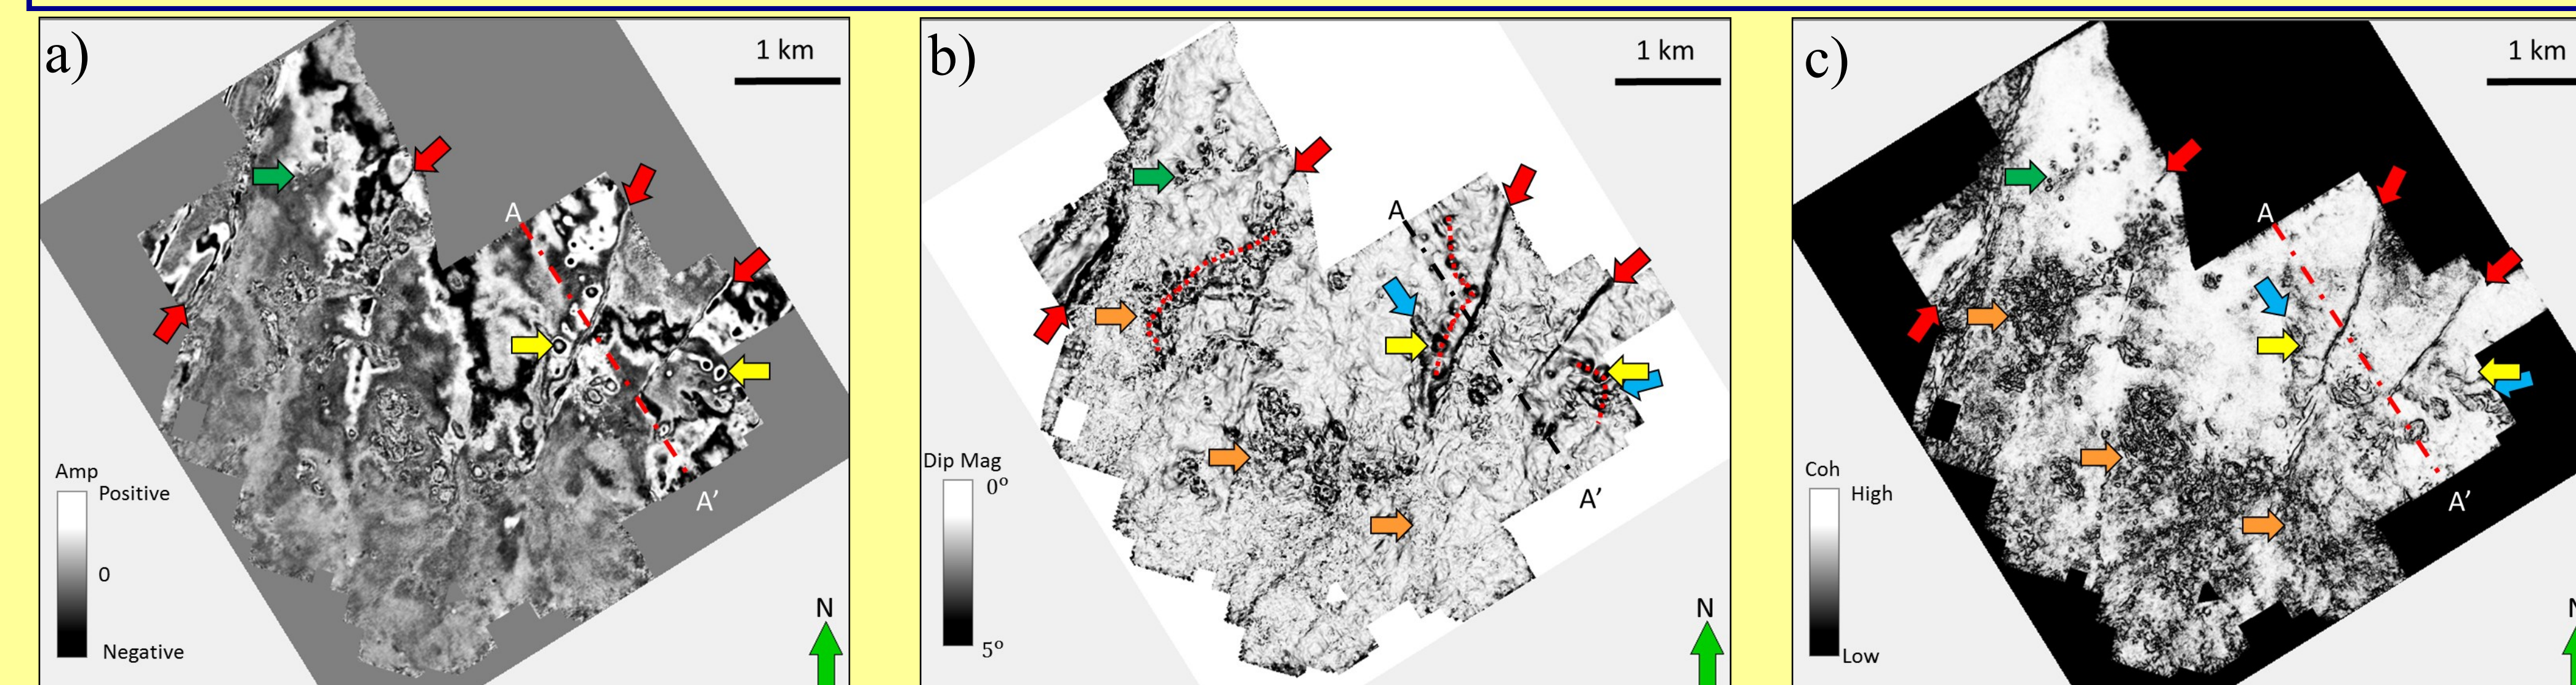 a)
1 km
A
A’
Amp
Positive
0
Negative
N
b)
1 km
A
A’
Dip Mag
0°
5°
N
c)
1 km
A
A’
Coh
High
Low